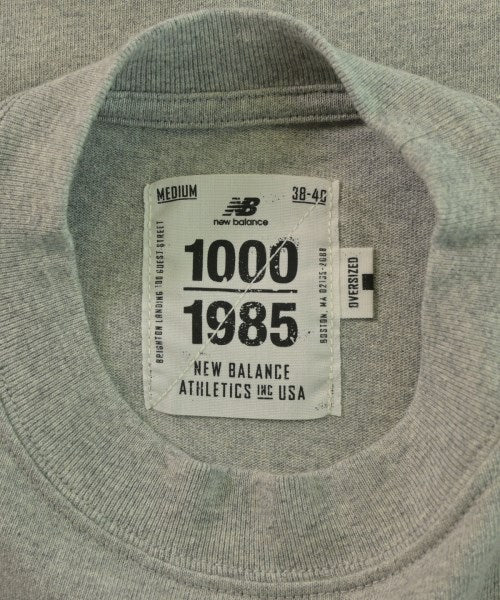 MEDIUM
38-40
NB
new balance
1000
1985
NEW BALANCE
ATHLETICS INC USA
BRIGHTON LANDING 100 GUEST STREET
BOSTON, MA 02135-2088
OVERSIZED